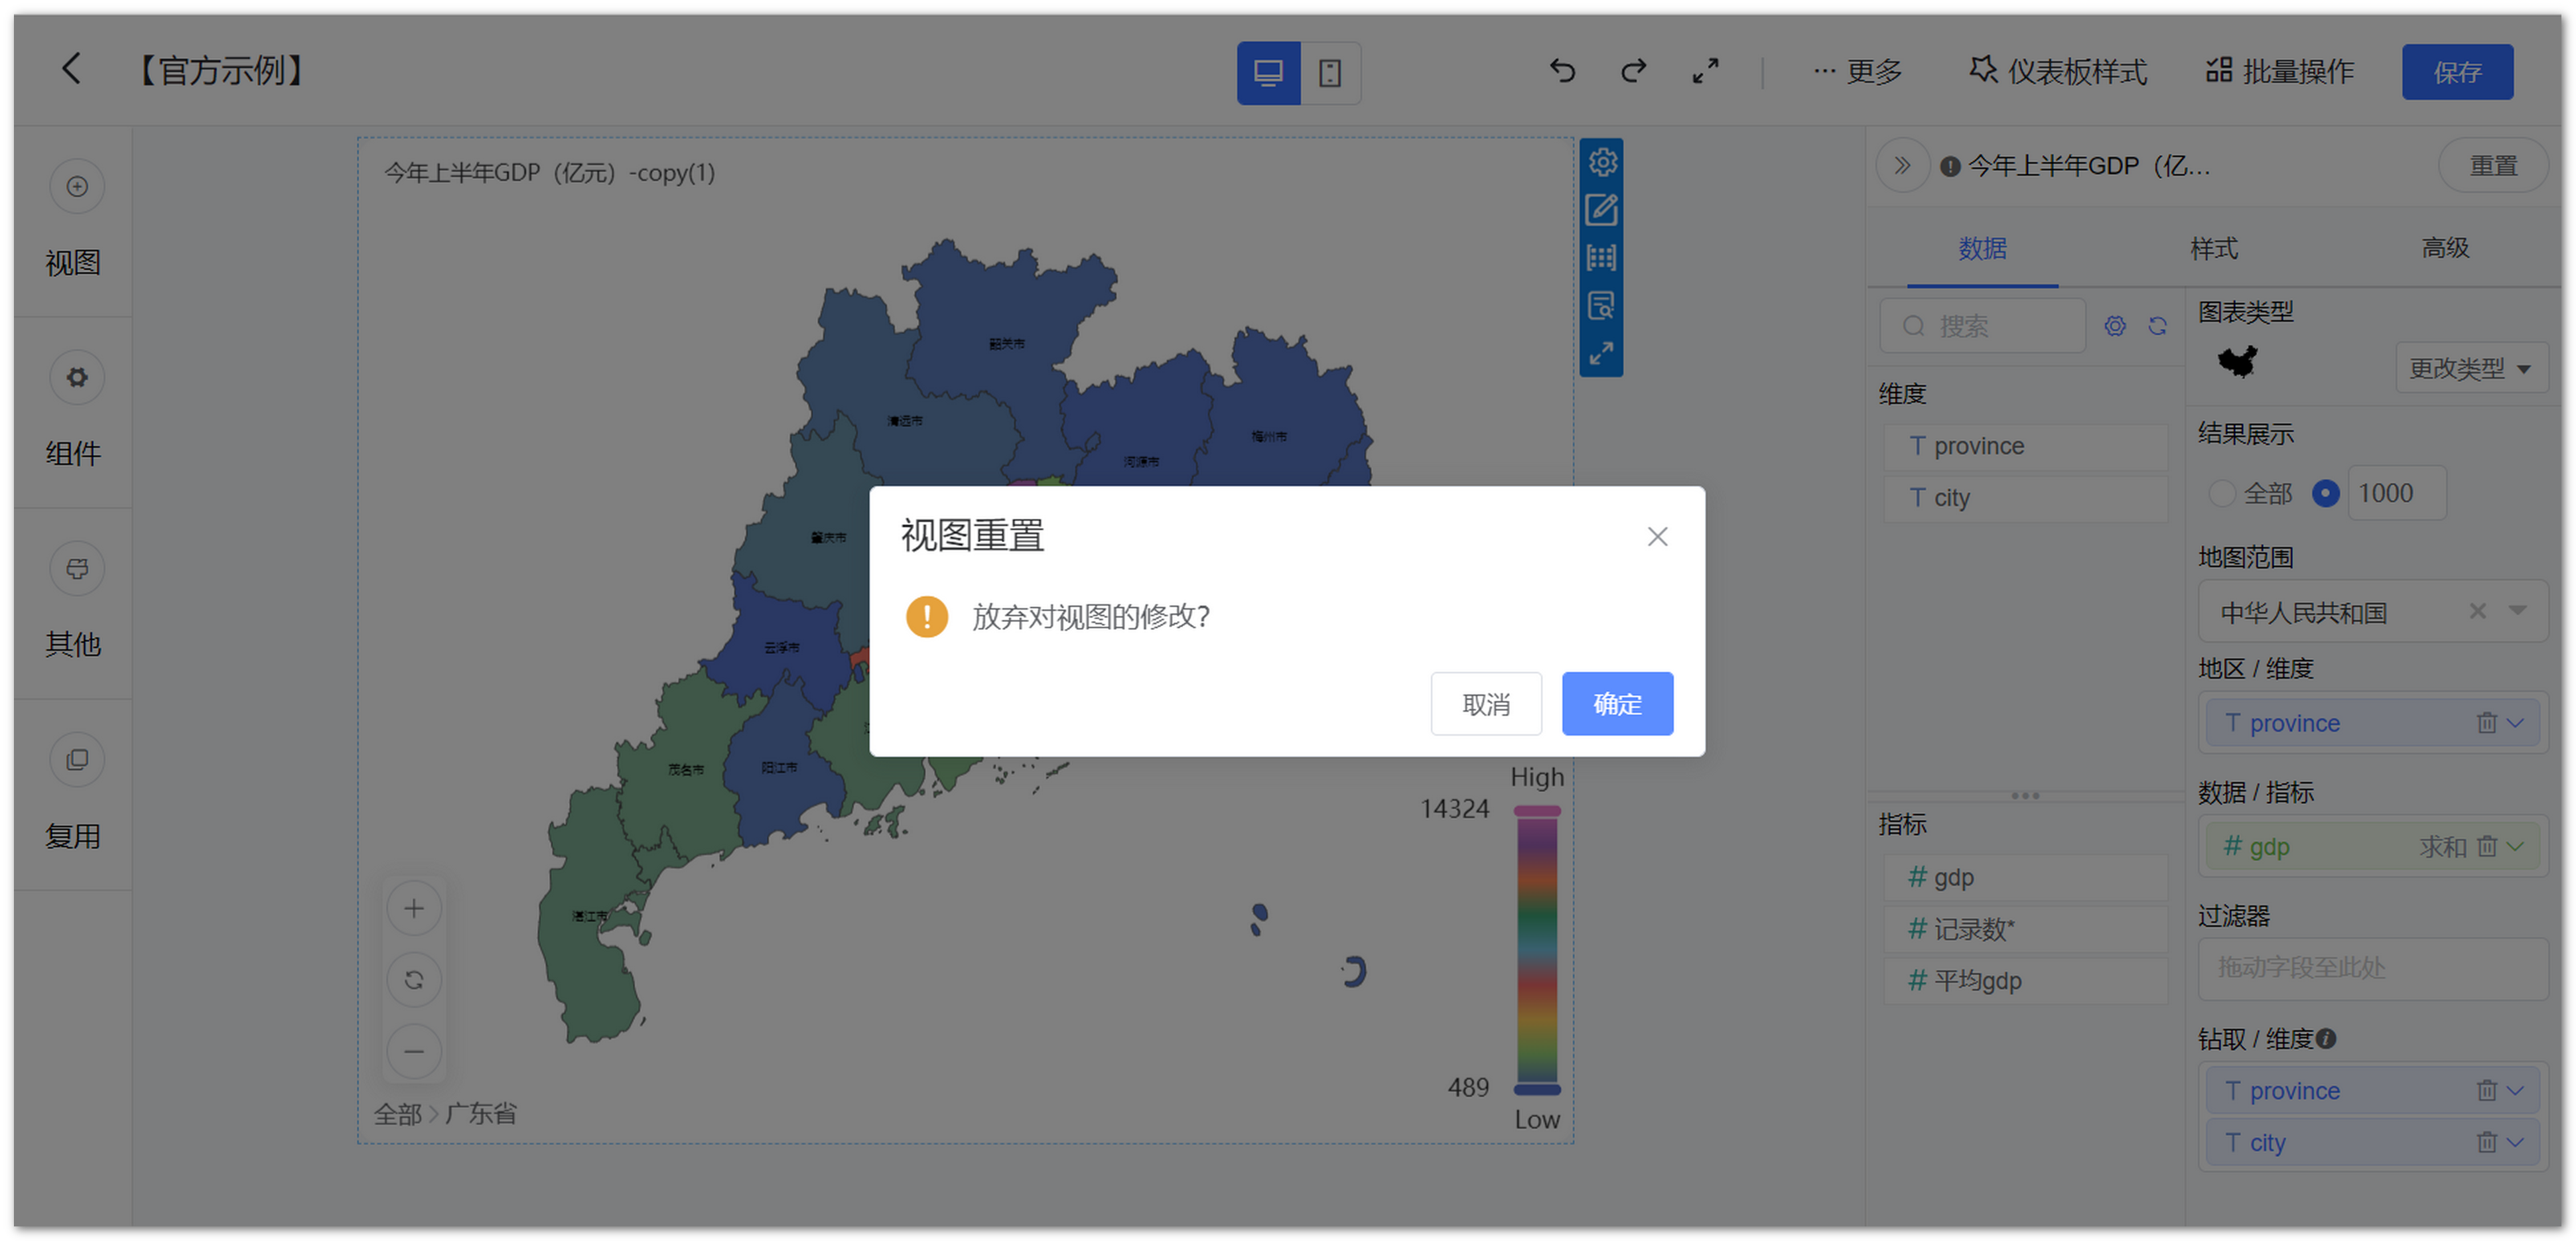 【官方示例】
更多
仪表板样式
批量操作
保存
视图
组件
其他
复用
今年上半年GDP（亿元）-copy(1)
韶关市
清远市
梅州市
河源市
肇庆市
云浮市
茂名市
阳江市
湛江市
High
14324
489
Low
全部 > 广东省
视图重置
放弃对视图的修改?
取消
确定
今年上半年GDP（亿...
重置
数据
样式
高级
搜索
维度
T province
T city
指标
# gdp
# 记录数*
# 平均gdp
图表类型
更改类型
结果展示
全部
1000
地图范围
中华人民共和国
地区 / 维度
T province
数据 / 指标
# gdp
求和
过滤器
拖动字段至此处
钻取 / 维度
T province
T city